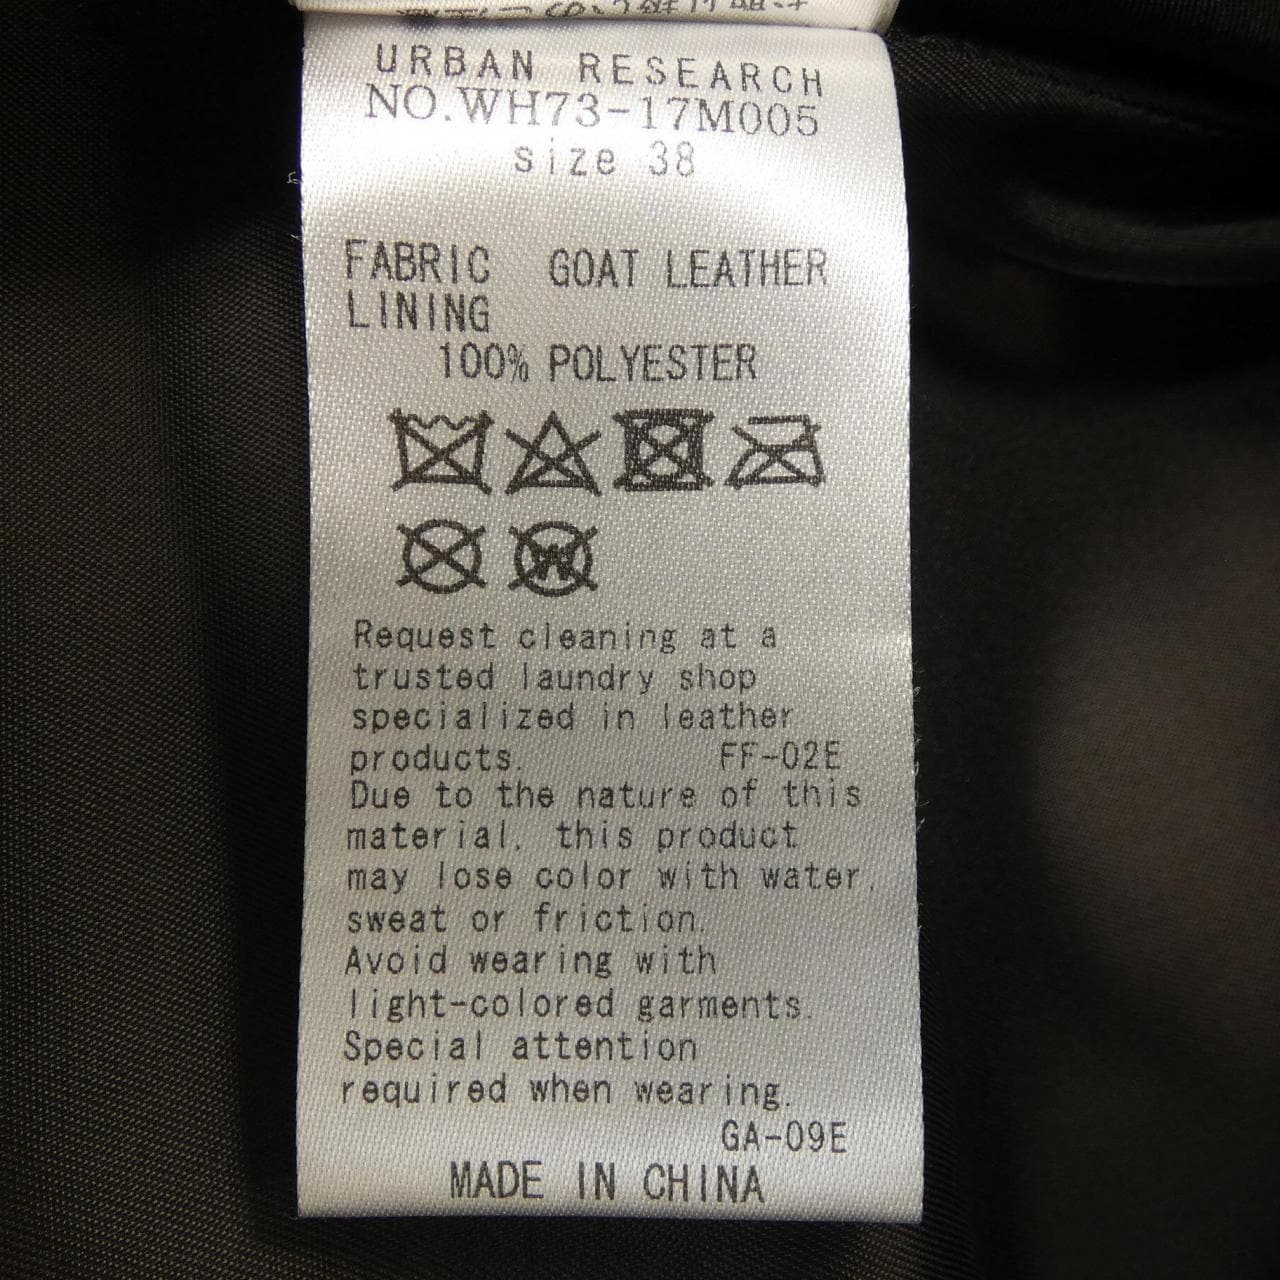 URBAN RESEARCH
NO.WH73-17M005
size 38
FABRIC GOAT LEATHER
LINING
100% POLYESTER
W
Request cleaning at a
trusted laundry shop
specialized in leather
products. FF-02E
Due to the nature of this
material, this product
may lose color with water,
sweat or friction.
Avoid wearing with
light-colored garments.
Special attention
required when wearing.
GA-09E
MADE IN CHINA